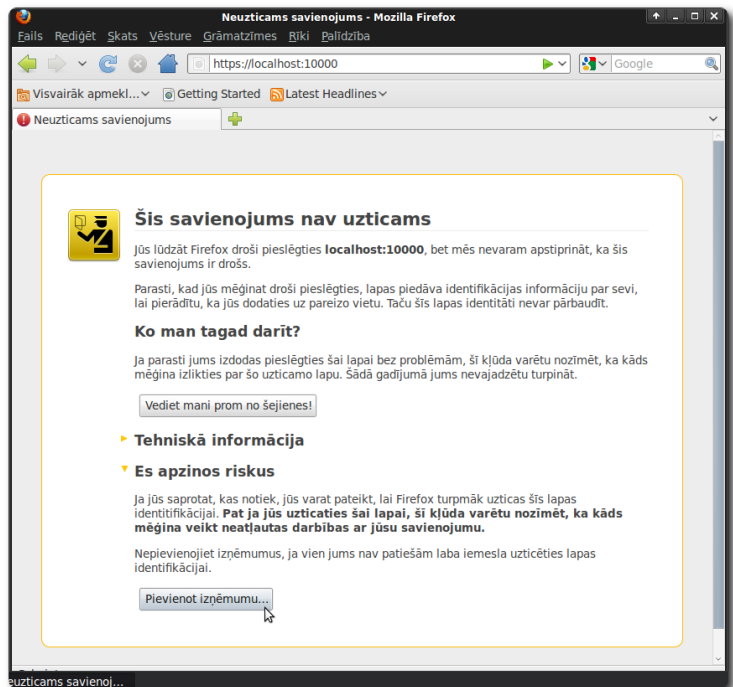 Neuzticams savienojums - Mozilla Firefox
Fails Rediģēt Skats Vēsture Grāmatzīmes Rīki Palīdzība
https://localhost:10000 Google
Visvairāk apmekl... Getting Started Latest Headlines
Neuzticams savienojums
Šis savienojums nav uzticams
Jūs lūdzāt Firefox droši pieslēgties localhost:10000, bet mēs nevaram apstiprināt, ka šis
savienojums ir drošs.
Parasti, kad jūs mēģinat droši pieslēgties, lapas piedāva identifikācijas informāciju par sevi,
lai pierādītu, ka jūs dodaties uz pareizo vietu. Taču šīs lapas identitāti nevar pārbaudīt.
Ko man tagad darīt?
Ja parasti jums izdodas pieslēgties šai lapai bez problēmām, šī kļūda varētu nozīmēt, ka kāds
mēģina izlikties par šo uzticamo lapu. Šādā gadījumā jums nevajadzētu turpināt.
Vediet mani prom no šejienes!
Tehniskā informācija
Es apzinos riskus
Ja jūs saprotat, kas notiek, jūs varat pateikt, lai Firefox turpmāk uzticas šīs lapas
identitifikācijai. Pat ja jūs uzticaties šai lapai, šī kļūda varētu nozīmēt, ka kāds
mēģina veikt neatļautas darbības ar jūsu savienojumu.
Nepievienojiet izņēmumus, ja vien jums nav patiešām laba iemesla uzticēties lapas
identifikācijai.
Pievienot izņēmumu...
euzticams savienoj...